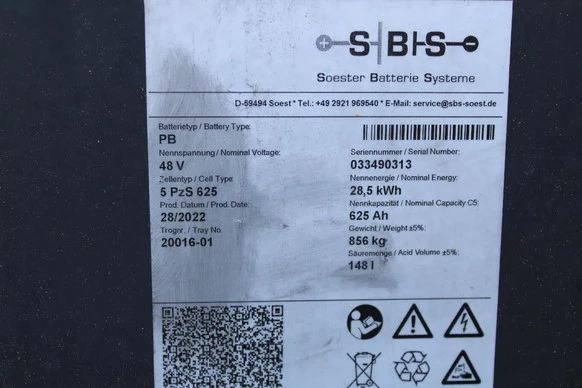 SBS
Soester Batterie Systeme
D-59494 Soest * Tel.: +49 2921 969540 * E-Mail: service@sbs-soest.de
Batterietyp / Battery Type:
PB
Nennspannung / Nominal Voltage:
48 V
Zellentyp / Cell Type:
5 PzS 625
Prod. Datum / Prod. Date:
28/2022
Trognr. / Tray No.
20016-01
Seriennummer / Serial Number:
033490313
Nennenergie / Nominal Energy:
28,5 kWh
Nennkapazität / Nominal Capacity C5:
625 Ah
Gewicht / Weight ±5%:
856 kg
Säuremenge / Acid Volume ±5%:
148 l